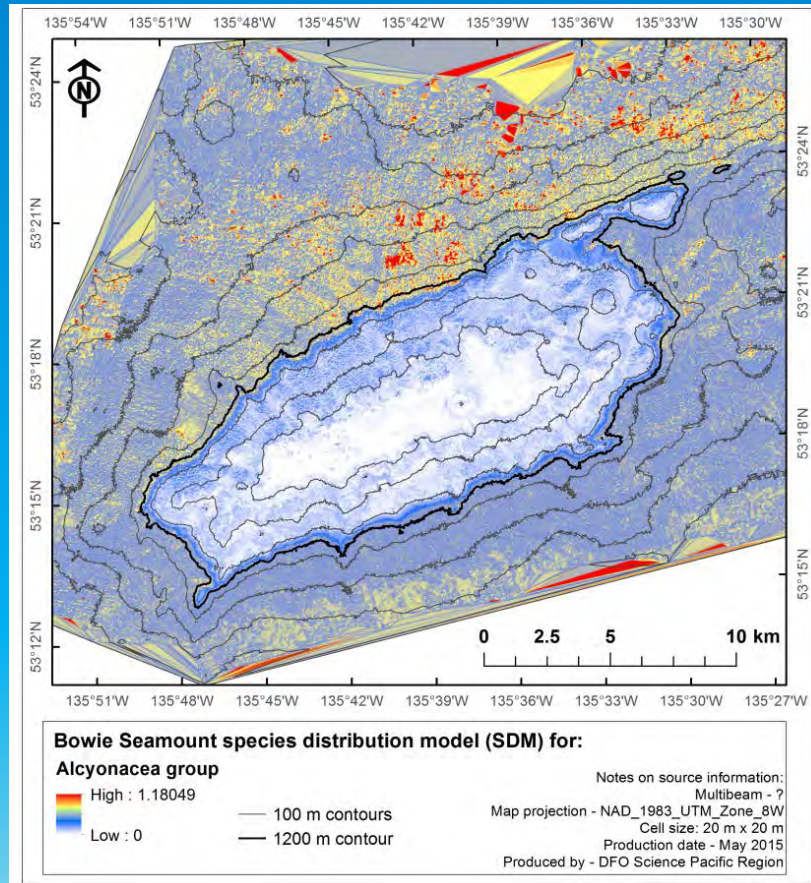 135°54'W 135°51'W 135°48'W 135°45'W 135°42'W 135°39'W 135°36'W 135°33'W 135°30'W
N
53°24'N
53°21'N
53°18'N
53°15'N
53°12'N
53°24'N
53°21'N
53°18'N
53°15'N
0 2.5 5 10 km
135°51'W 135°48'W 135°45'W 135°42'W 135°39'W 135°36'W 135°33'W 135°30'W 135°27'W
Bowie Seamount species distribution model (SDM) for:
Alcyonacea group
High : 1.18049
Low : 0
100 m contours
1200 m contour
Notes on source information:
Multibeam - ?
Map projection - NAD_1983_UTM_Zone_8W
Cell size: 20 m x 20 m
Production date - May 2015
Produced by - DFO Science Pacific Region